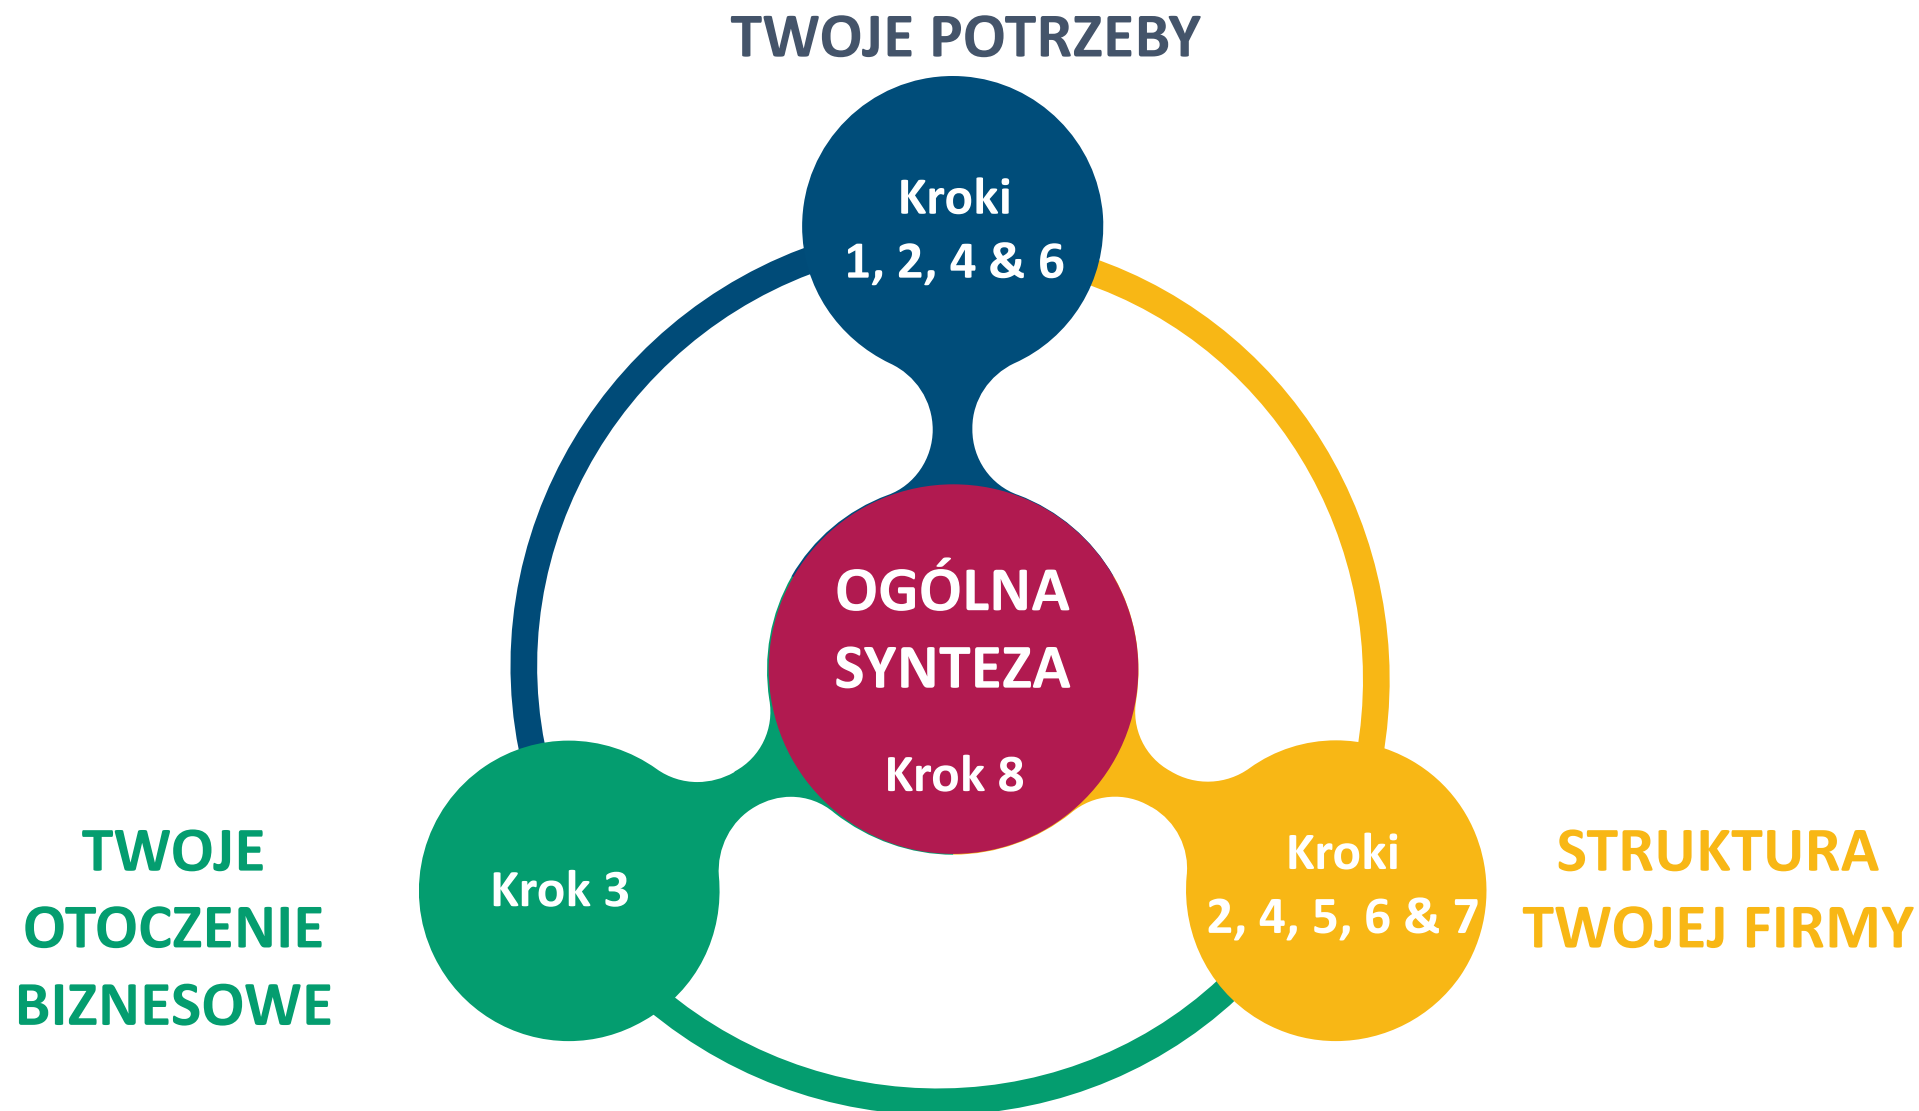 TWOJE POTRZEBY
Kroki
1, 2, 4 & 6
OGÓLNA
SYNTEZA
Krok 8
TWOJE
OTOCZENIE
BIZNESOWE
Krok 3
Kroki
2, 4, 5, 6 & 7
STRUKTURA
TWOJEJ FIRMY